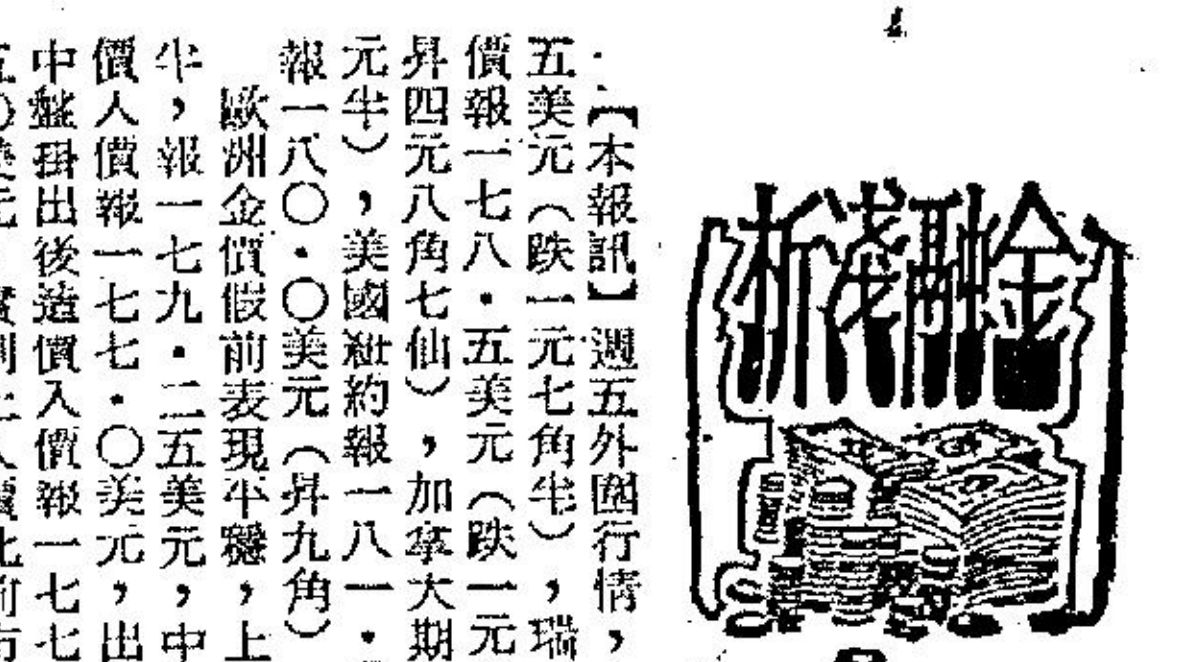 金融淺析
【本報訊】週五外圍行情，
五美元（跌一元七角半），瑞
價報一七八．五美元（跌一元
昇四元八角七仙），加拿大期
元半），美國紐約報一八一．
報一八〇．〇美元（昇九角）
歐洲金價假前表現平穩，上
半，報一七九．二五美元，中
價人價報一七七．〇美元，出
中盤掛出後造價入價報一七七